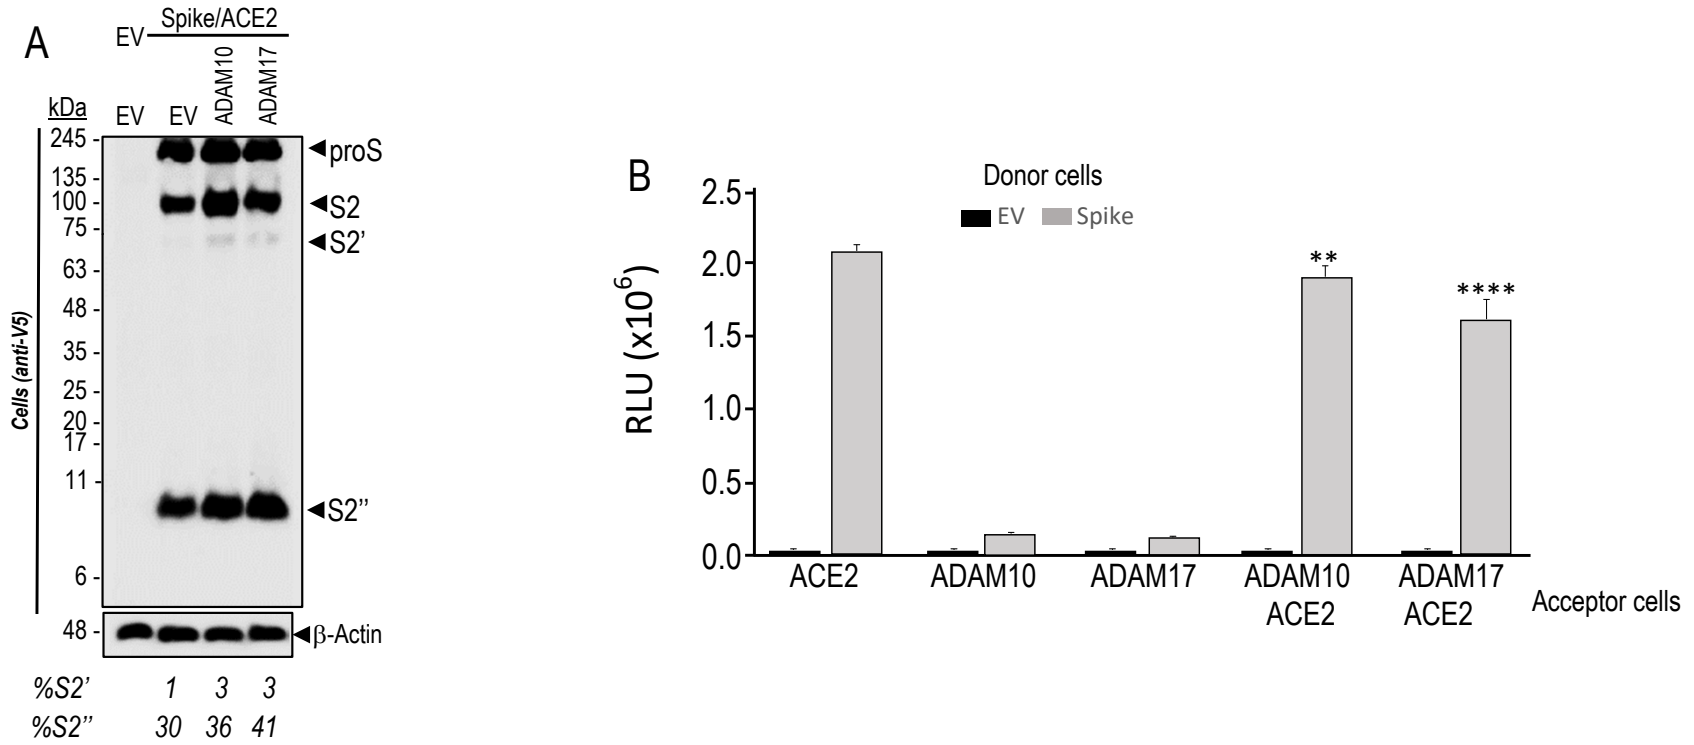 A
Spike/ACE2
EV
EV EV ADAM10 ADAM17
kDa
245 -
135 -
100 -
75 -
63 -
48 -
35 -
25 -
20 -
17 -
11 -
6 -
48 -
Cells (anti-V5)
◄proS
◄S2
◄S2’
◄S2’’
◄β-Actin
%S2’ 1 3 3
%S2’’ 30 36 41
B
Donor cells
EV Spike
RLU (x10⁶)
2.5
2.0
1.5
1.0
0.5
0.0
**
****
ACE2 ADAM10 ADAM17 ADAM10 ADAM17
ACE2 ACE2
Acceptor cells